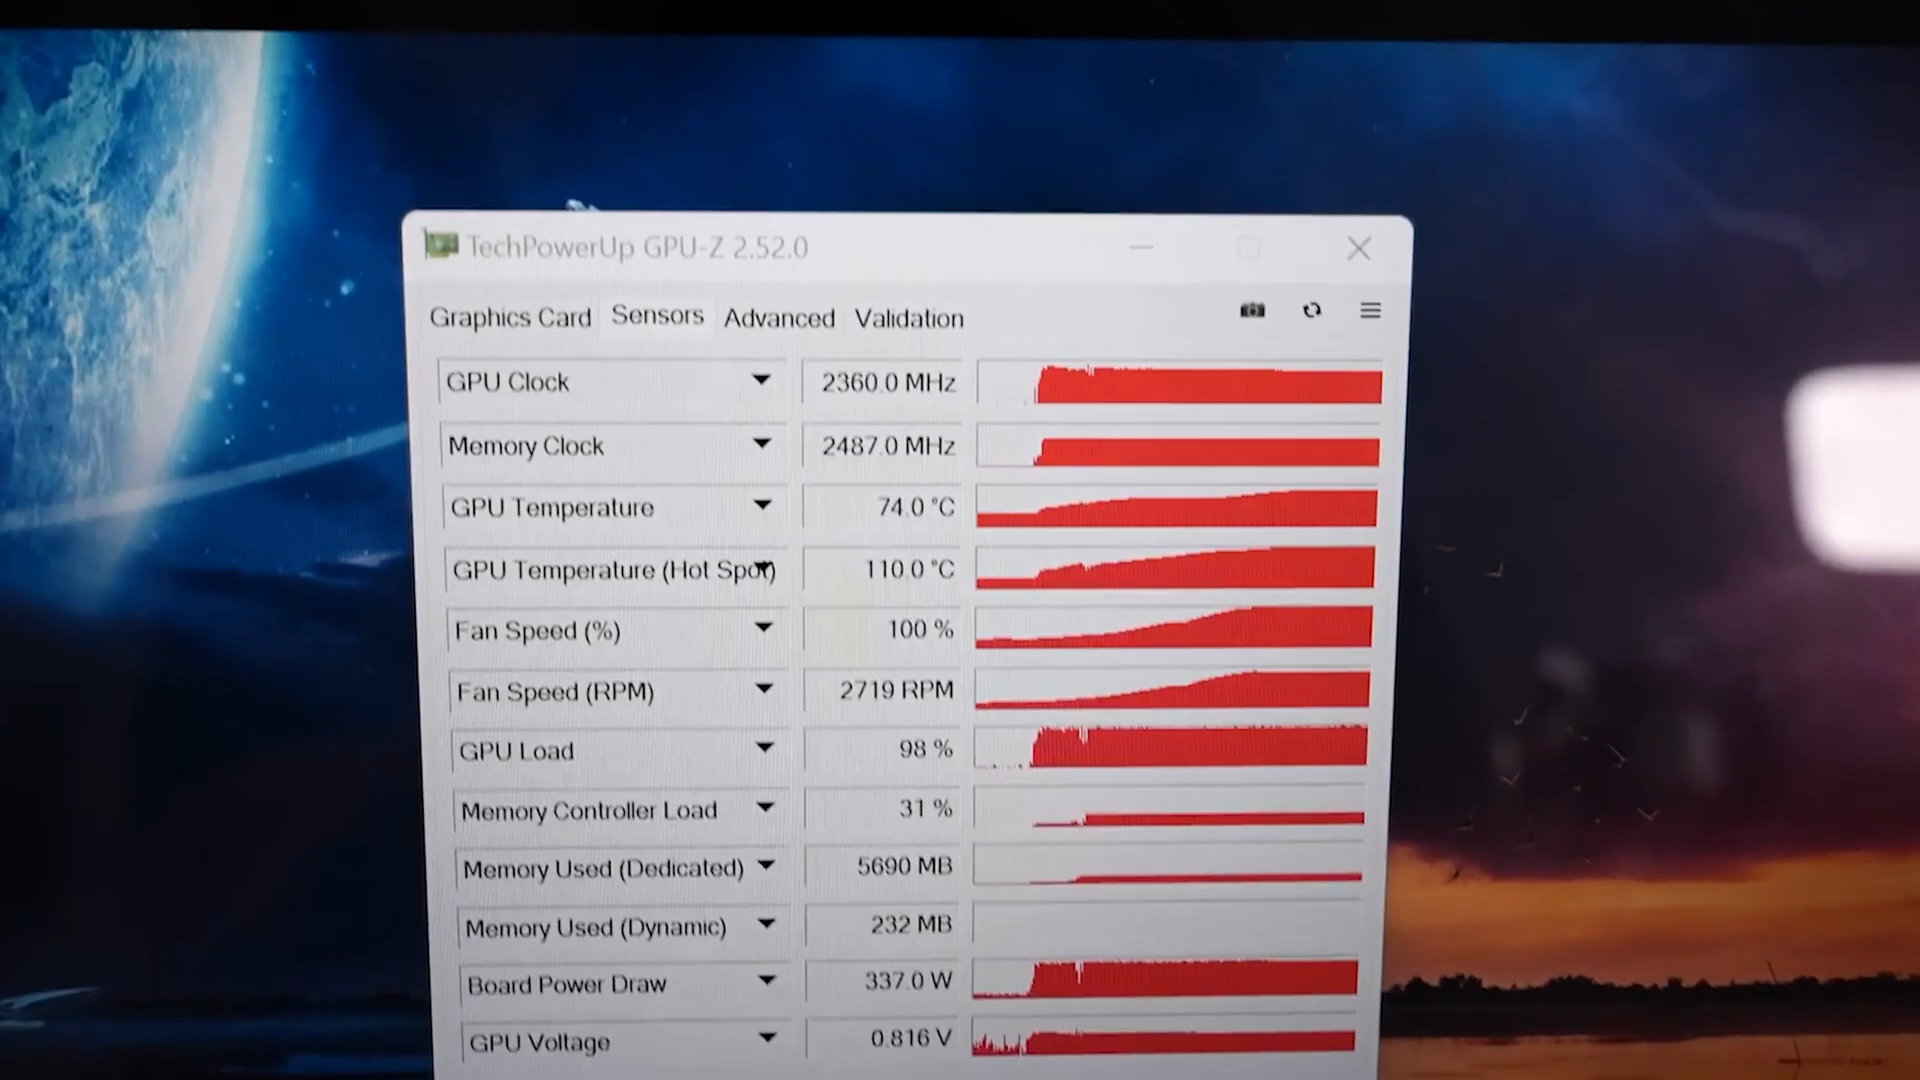 TechPowerUp GPU-Z 2.52.0
Graphics Card Sensors Advanced Validation
GPU Clock 2360.0 MHz
Memory Clock 2487.0 MHz
GPU Temperature 74.0 °C
GPU Temperature (Hot Spot) 110.0 °C
Fan Speed (%) 100 %
Fan Speed (RPM) 2719 RPM
GPU Load 98 %
Memory Controller Load 31 %
Memory Used (Dedicated) 5690 MB
Memory Used (Dynamic) 232 MB
Board Power Draw 337.0 W
GPU Voltage 0.816 V